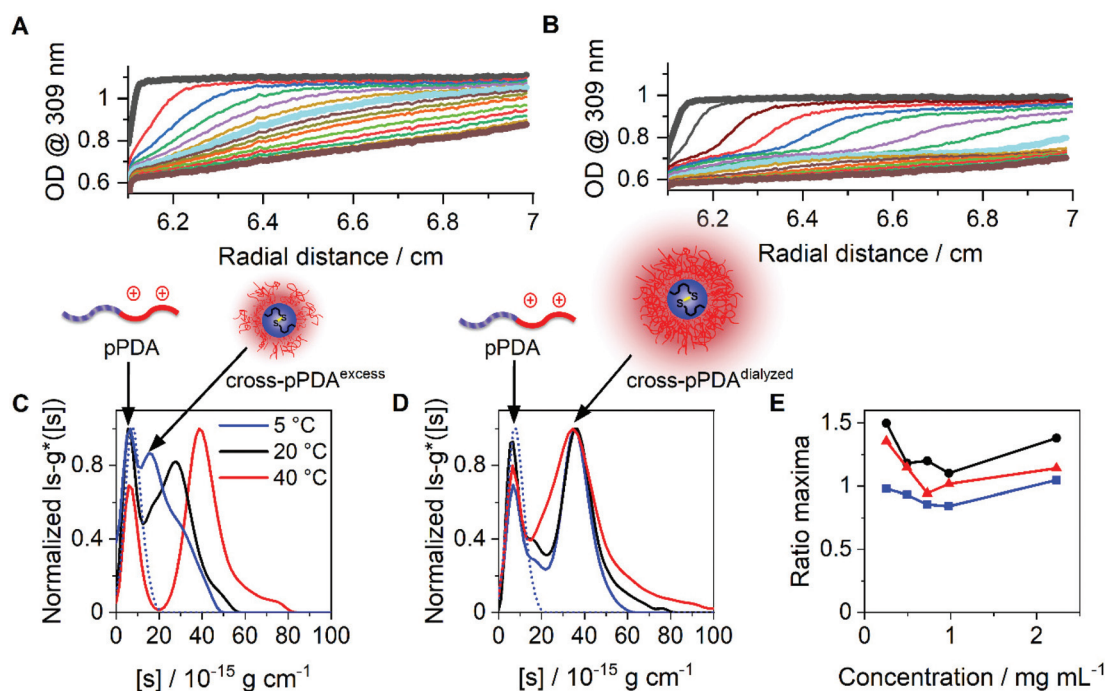 A
OD @ 309 nm
1
0.8
0.6
6.2 6.4 6.6 6.8 7
Radial distance / cm
B
OD @ 309 nm
1
0.8
0.6
6.2 6.4 6.6 6.8 7
Radial distance / cm
pPDA
S
S
cross-pPDAexcess
pPDA
S
S
cross-pPDAdialyzed
C
Normalized ls-g*([s])
0.8
0.4
0
5 °C
20 °C
40 °C
0 20 40 60 80 100
[s] / 10⁻¹⁵ g cm⁻¹
D
Normalized ls-g*([s])
0.8
0.4
0
0 20 40 60 80 100
[s] / 10⁻¹⁵ g cm⁻¹
E
Ratio maxima
1.5
1
0.5
0
0 1 2
Concentration / mg mL⁻¹